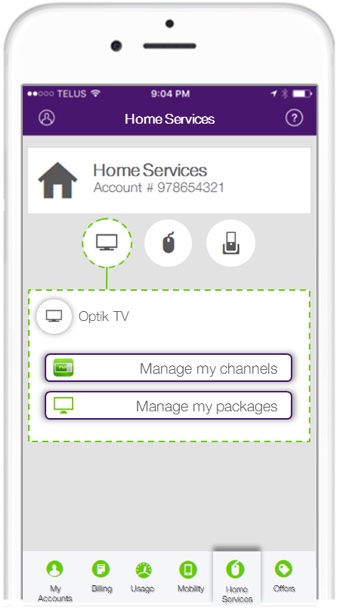 TELUS 9:04 PM
Home Services
?
Home Services
Account # 978654321
Optik TV
Manage my channels
Manage my packages
My Accounts
Billing
Usage
Mobility
Home Services
Offers